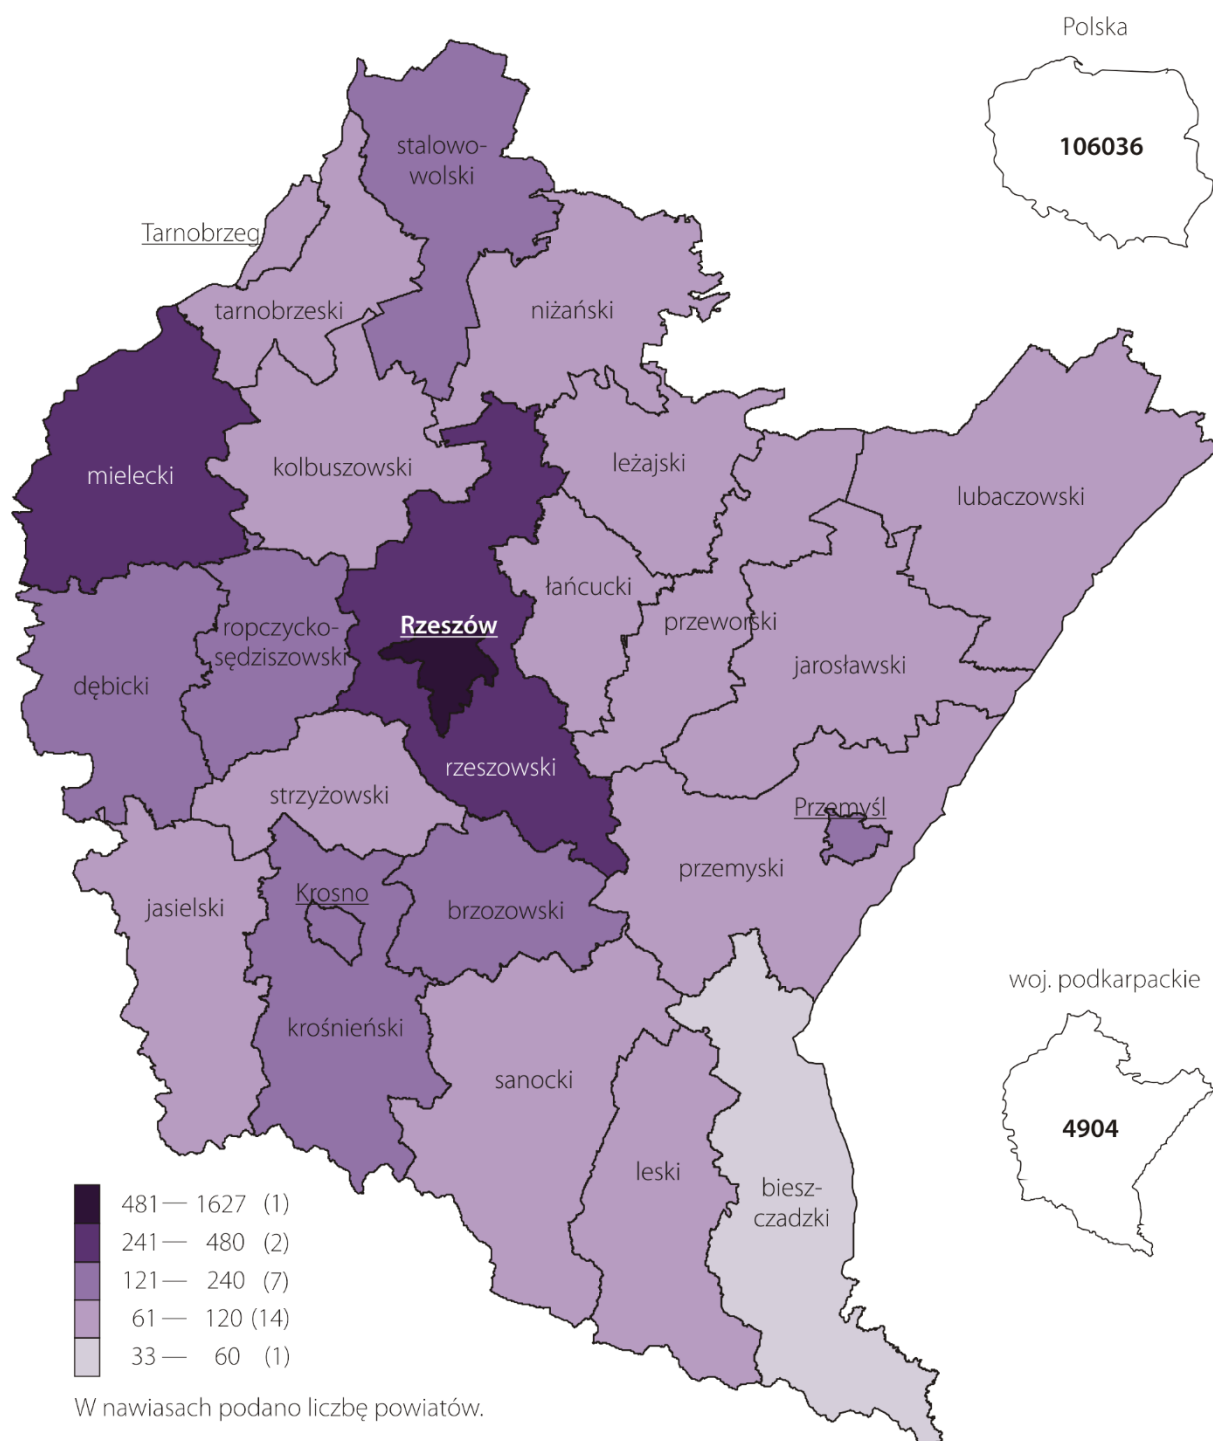 Polska
106036
stalowo-
wolski
Tarnobrzeg
tarnobrzeski
niżański
mielecki
kolbuszowski
leżajski
lubaczowski
łańcucki
Rzeszów
ropczycko-
sędziszowski
przeworski
jarosławski
dębicki
rzeszowski
strzyżowski
Przemyśl
przemyski
jasielski
Krosno
brzozowski
woj. podkarpackie
4904
krośnieński
sanocki
leski
biesz-
czadzki
481 — 1627 (1)
241 — 480 (2)
121 — 240 (7)
61 — 120 (14)
33 — 60 (1)
W nawiasach podano liczbę powiatów.